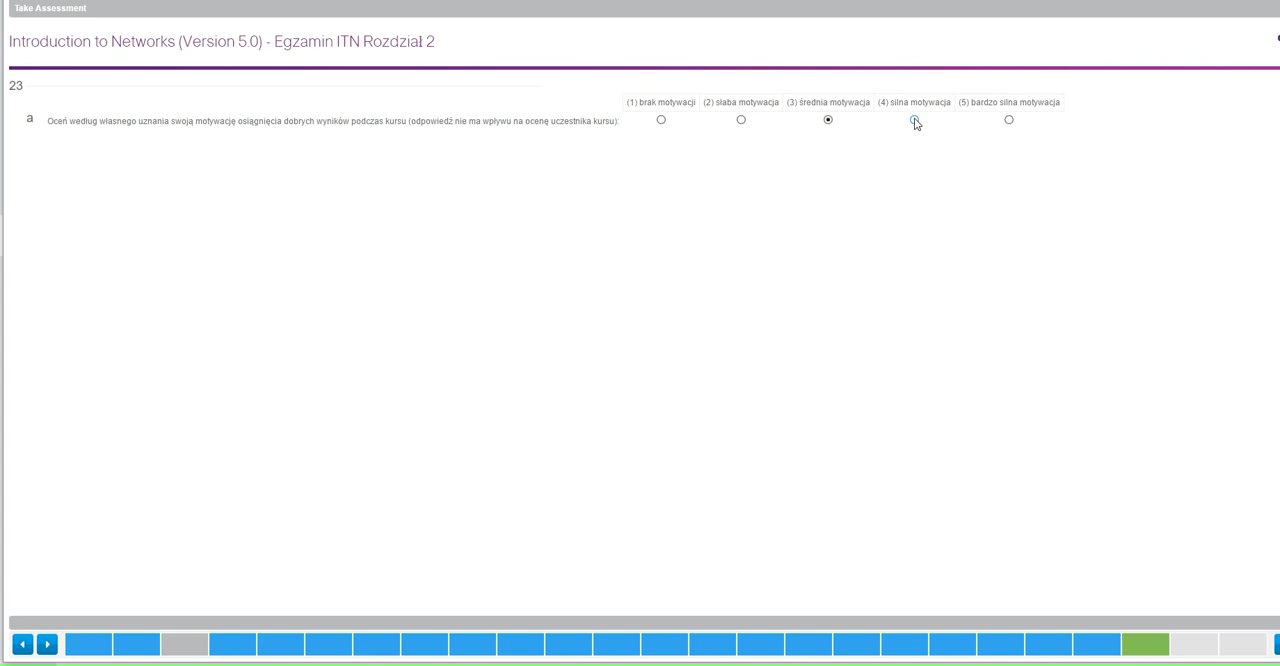 Take Assessment
Introduction to Networks (Version 5.0) - Egzamin ITN Rozdział 2
23
(1) brak motywacji (2) słaba motywacja (3) średnia motywacja (4) silna motywacja (5) bardzo silna motywacja
a Oceń według własnego uznania swoją motywację osiągnięcia dobrych wyników podczas kursu (odpowiedź nie ma wpływu na ocenę uczestnika kursu):